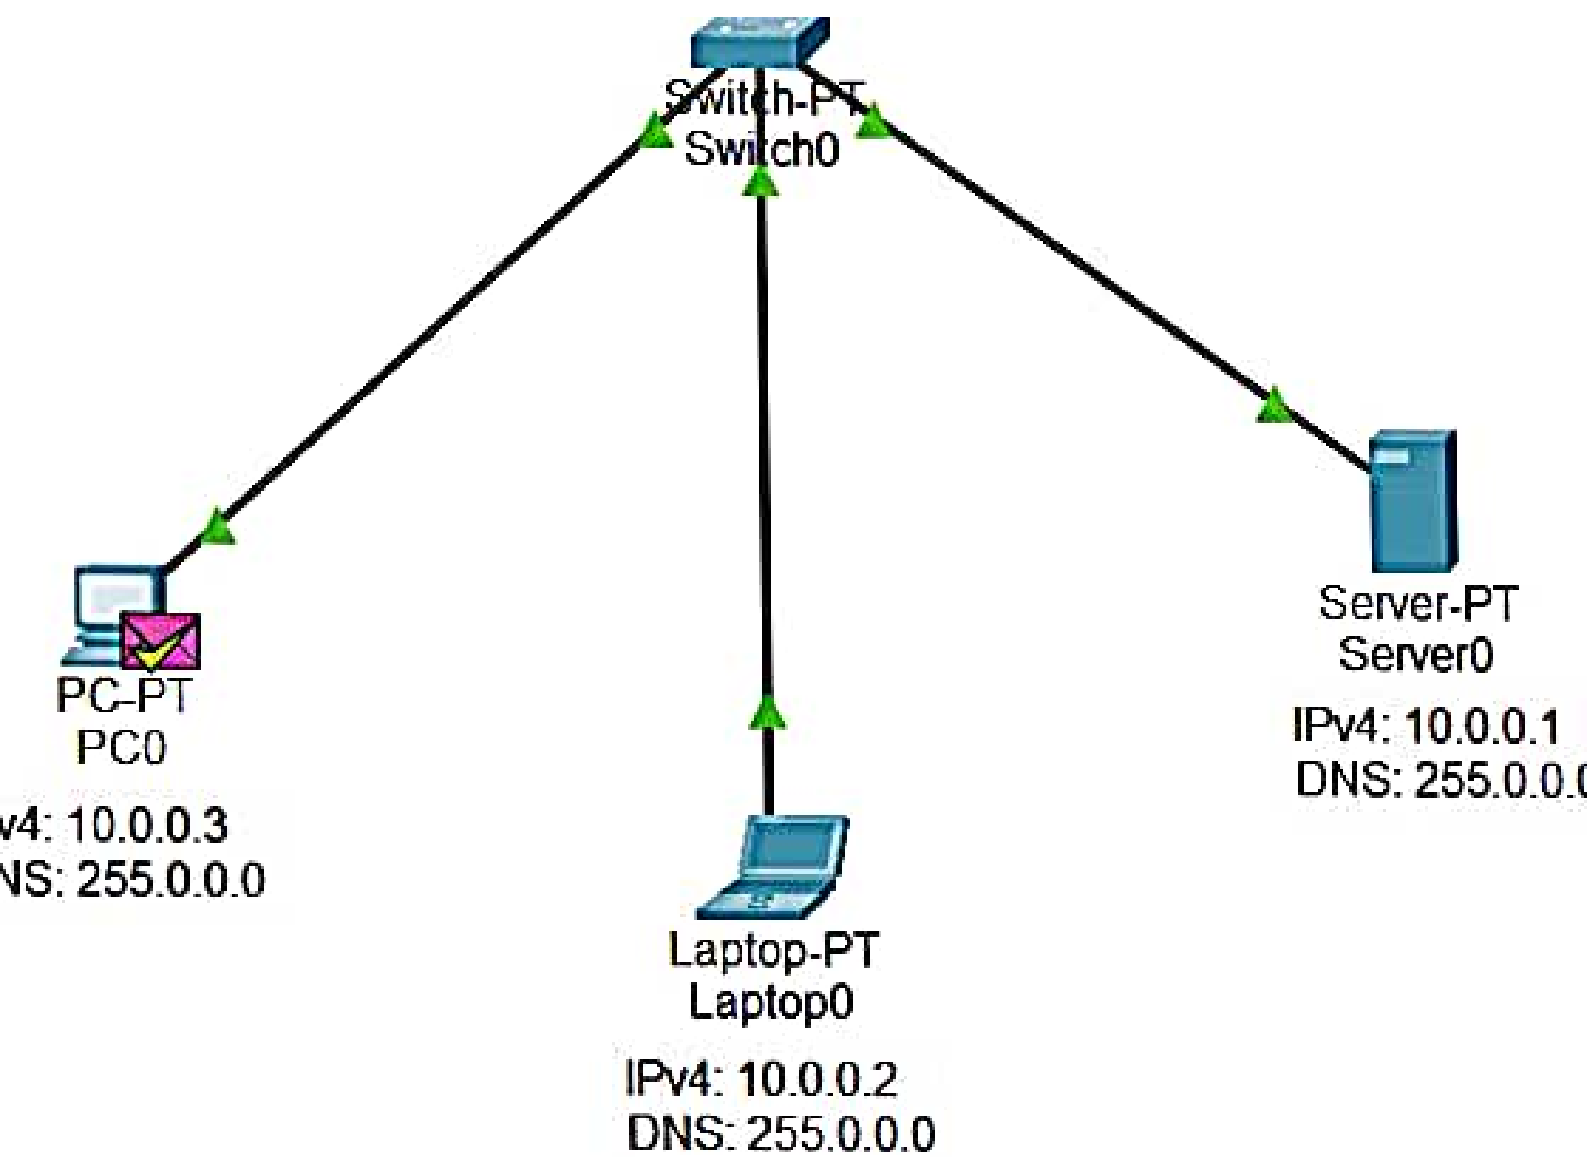 Switch-PT
Switch0
Server-PT
Server0
IPv4: 10.0.0.1
DNS: 255.0.0.0
PC-PT
PC0
v4: 10.0.0.3
NS: 255.0.0.0
Laptop-PT
Laptop0
IPv4: 10.0.0.2
DNS: 255.0.0.0